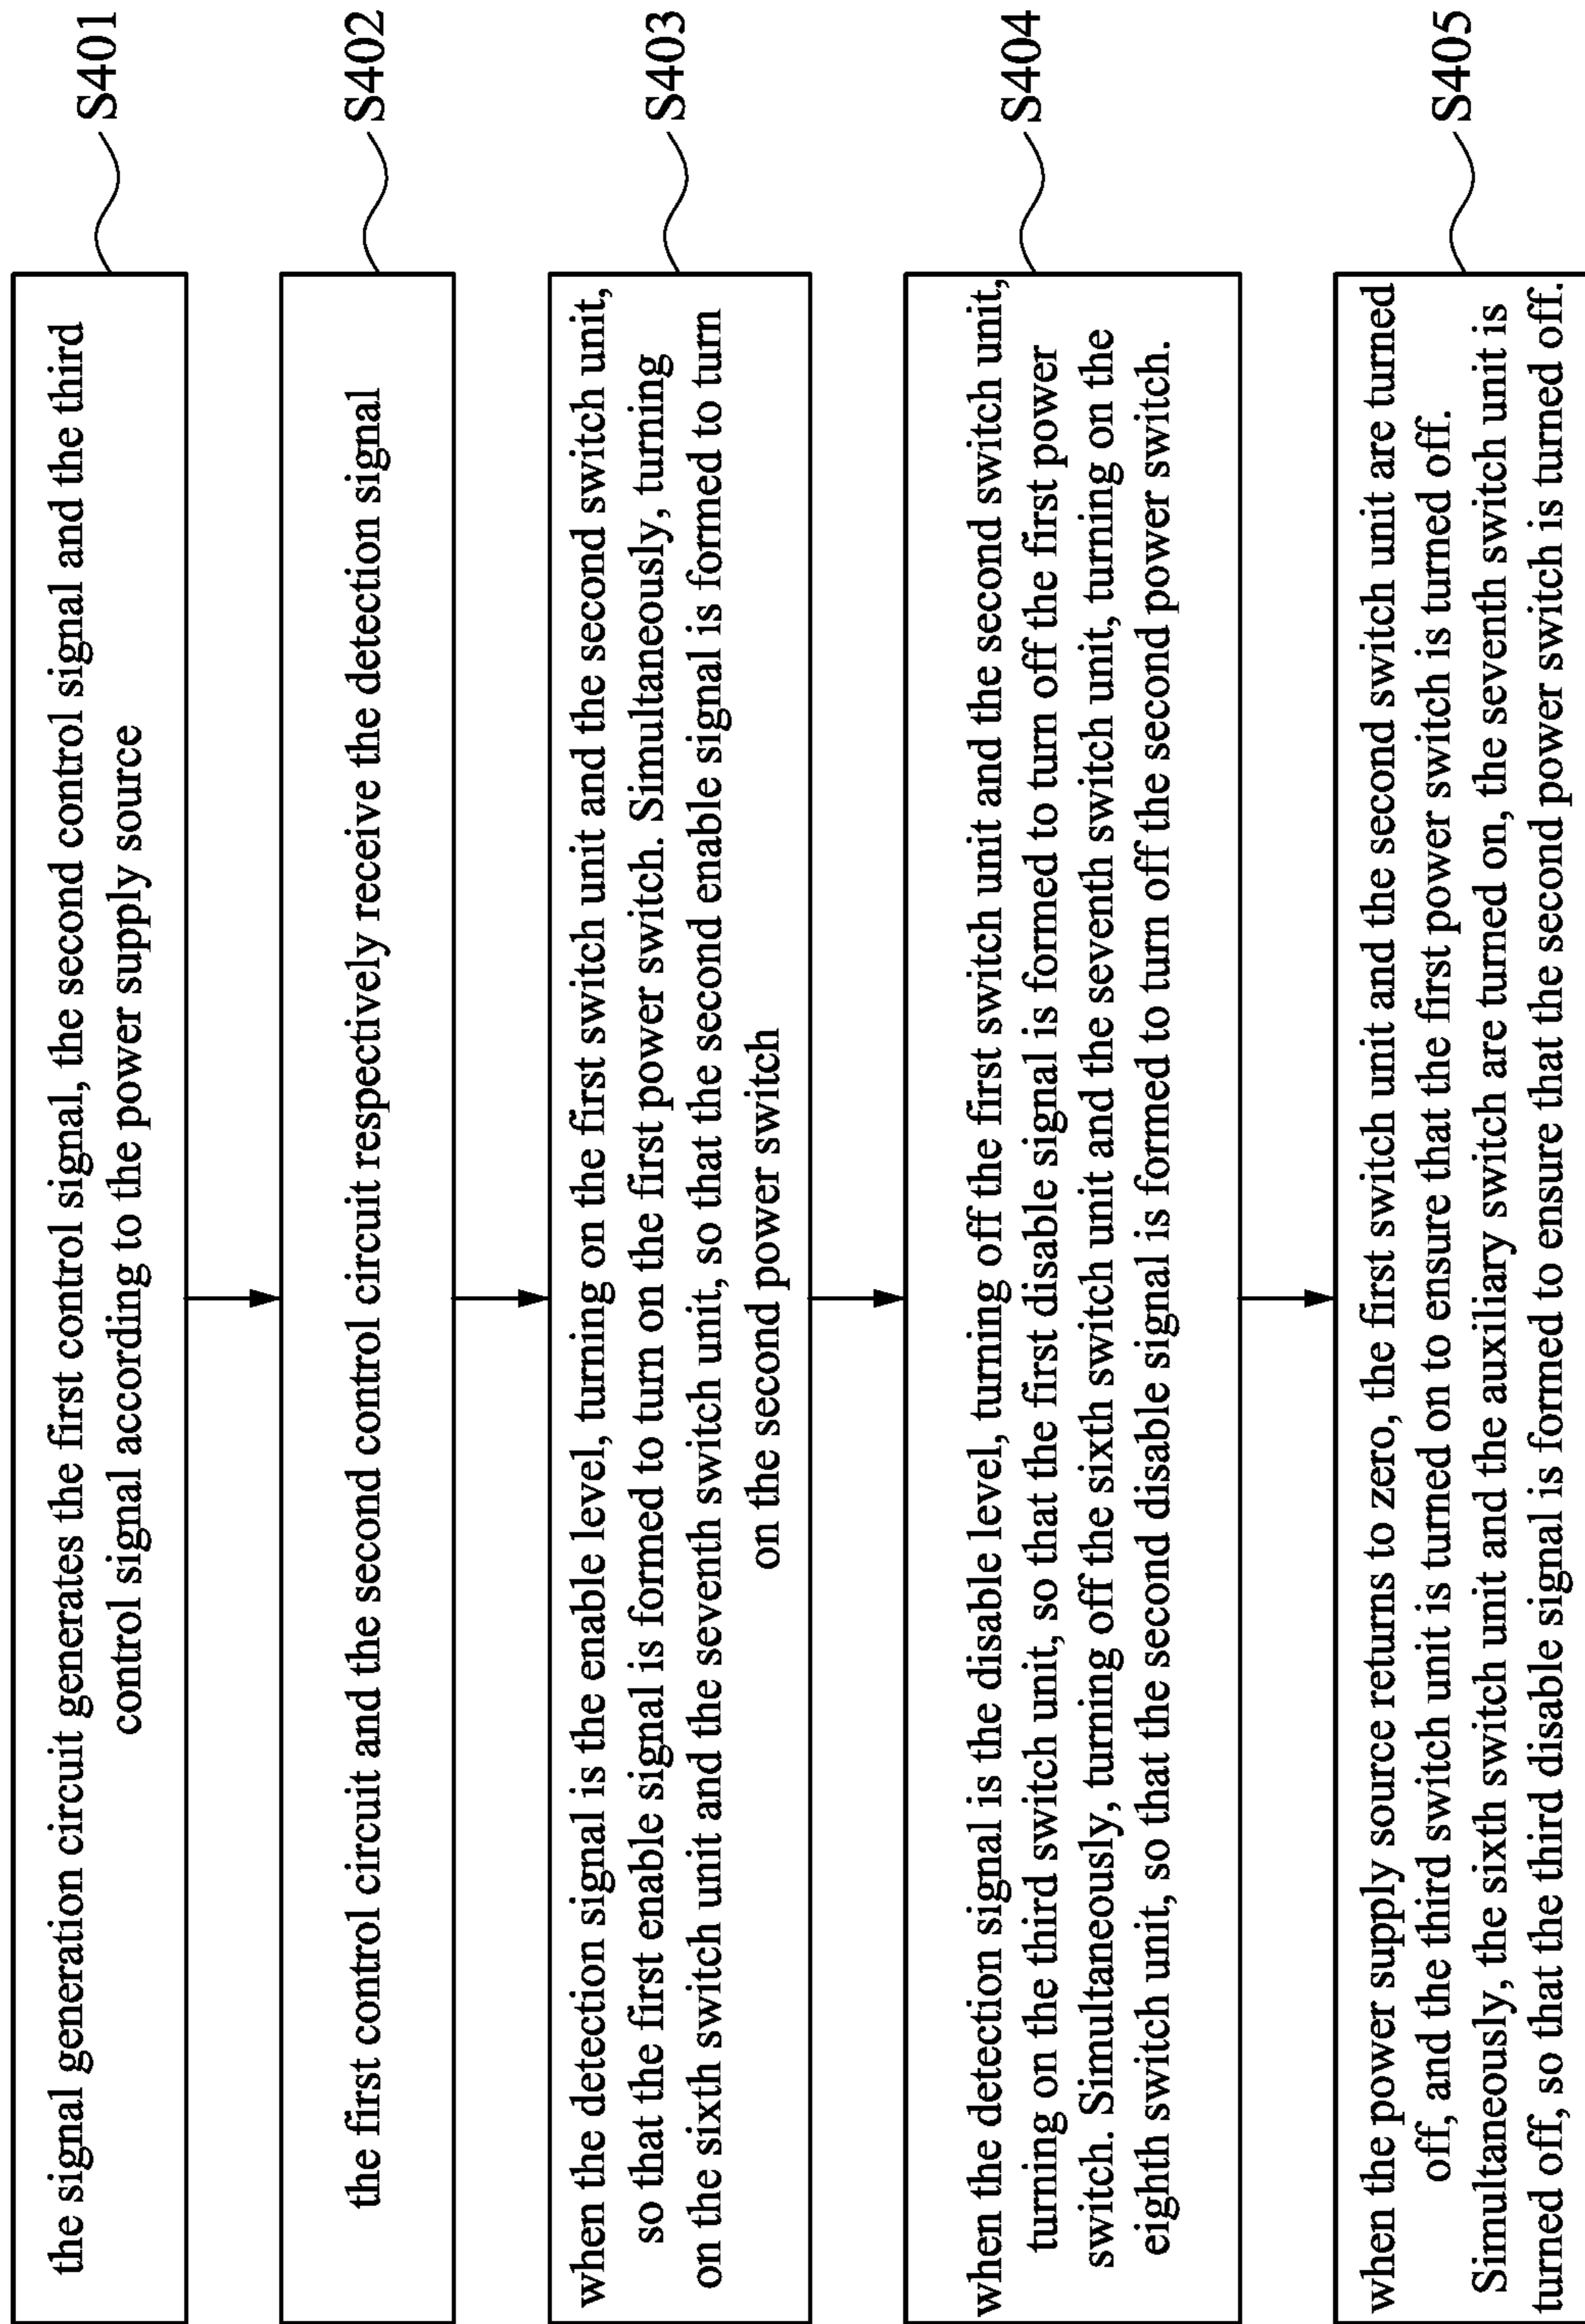 the signal generation circuit generates the first control signal, the second control signal and the third
control signal according to the power supply source
S401
the first control circuit and the second control circuit respectively receive the detection signal
S402
when the detection signal is the enable level, turning on the first switch unit and the second switch unit,
so that the first enable signal is formed to turn on the first power switch. Simultaneously, turning
on the sixth switch unit and the seventh switch unit, so that the second enable signal is formed to turn
on the second power switch
S403
when the detection signal is the disable level, turning off the first switch unit and the second switch unit,
turning on the third switch unit, so that the first disable signal is formed to turn off the first power
switch. Simultaneously, turning off the sixth switch unit and the seventh switch unit, turning on the
eighth switch unit, so that the second disable signal is formed to turn off the second power switch.
S404
when the power supply source returns to zero, the first switch unit and the second switch unit are turned
off, and the third switch unit is turned on to ensure that the first power switch is turned off.
Simultaneously, the sixth switch unit and the auxiliary switch are turned on, the seventh switch unit is
turned off, so that the third disable signal is formed to ensure that the second power switch is turned off.
S405